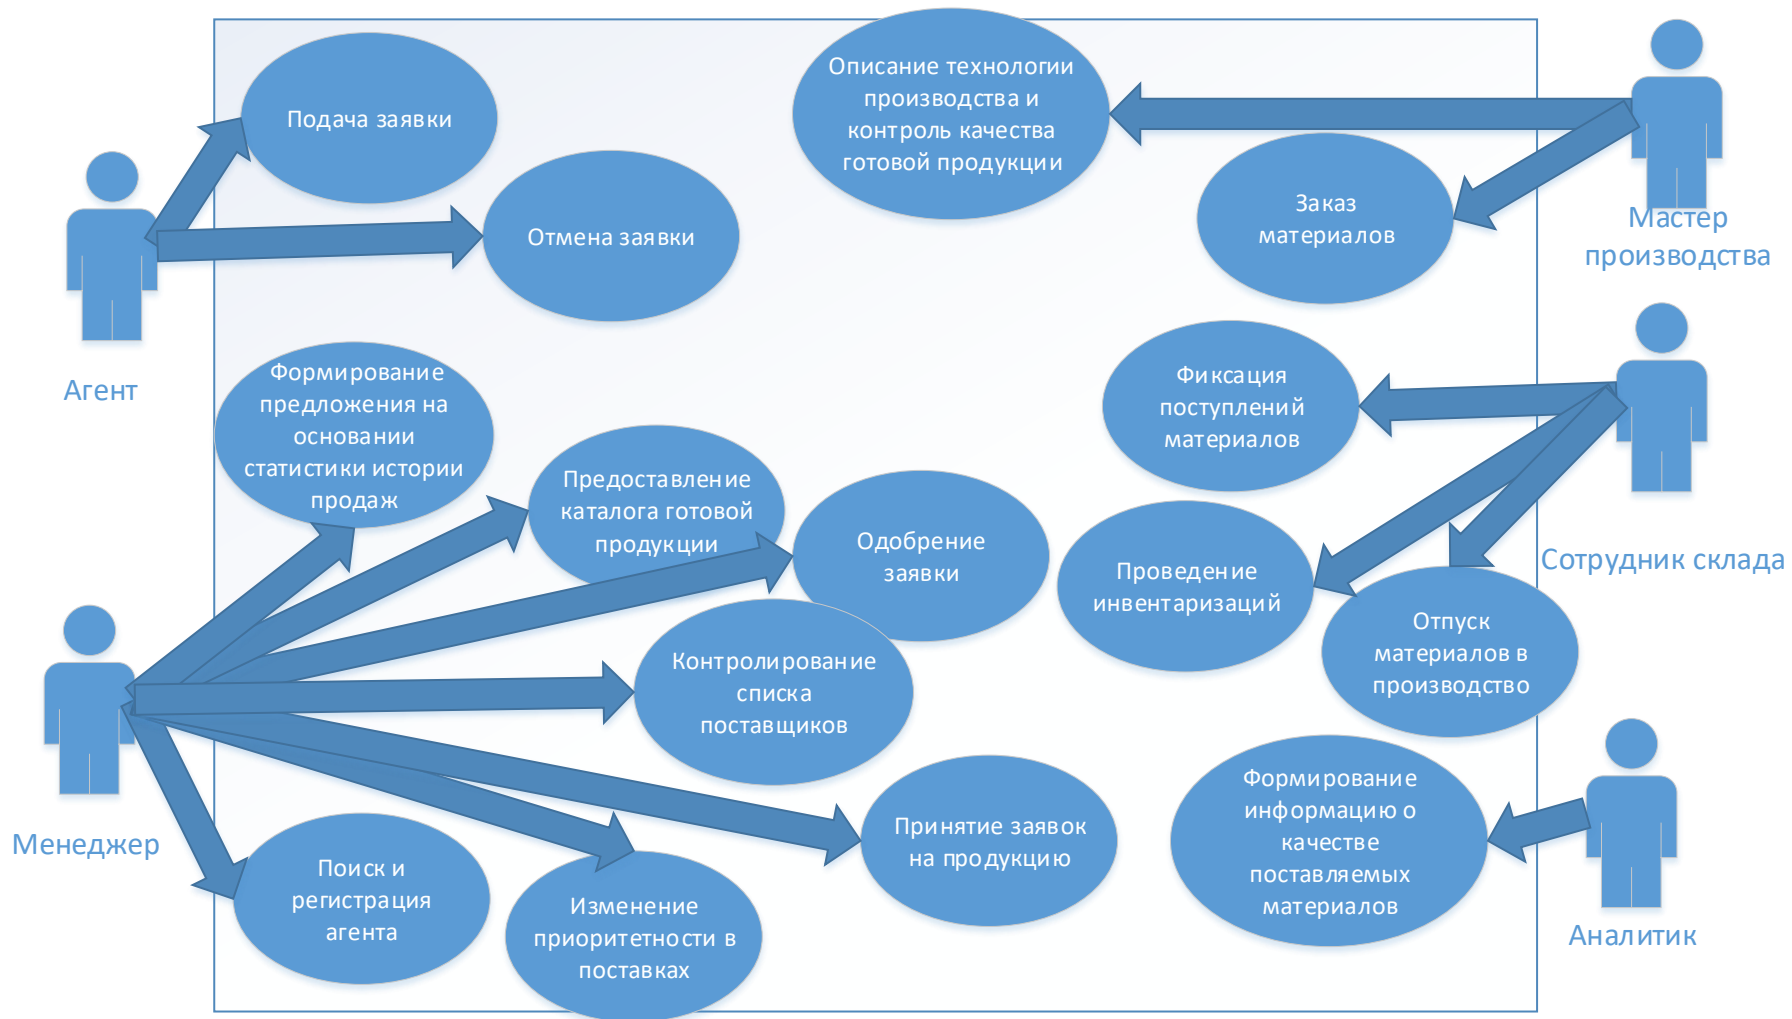 Подача заявки
Отмена заявки
Описание технологии
производства и
контроль качества
готовой продукции
Заказ
материалов
Мастер
производства
Агент
Формирование
предложения на
основании
статистики истории
продаж
Предоставление
каталога готовой
продукции
Одобрение
заявки
Фиксация
поступлений
материалов
Проведение
инвентаризаций
Отпуск
материалов в
производство
Сотрудник склада
Контролирование
списка
поставщиков
Менеджер
Поиск и
регистрация
агента
Изменение
приоритетности в
поставках
Принятие заявок
на продукцию
Формирование
информацию о
качестве
поставляемых
материалов
Аналитик